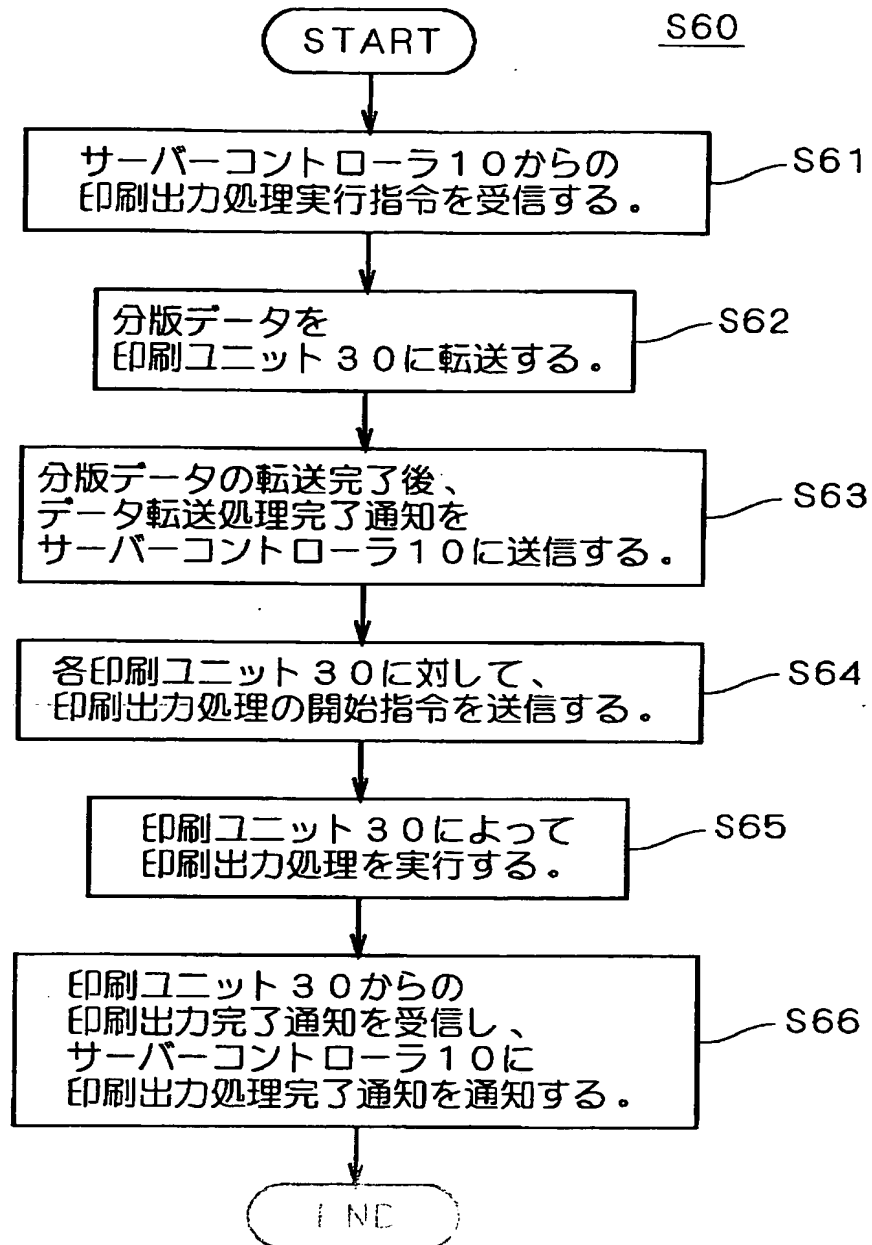 START
S60
サーバーコントローラ10からの
印刷出力処理実行指令を受信する。
S61
分版データを
印刷ユニット30に転送する。
S62
分版データの転送完了後、
データ転送処理完了通知を
サーバーコントローラ10に送信する。
S63
各印刷ユニット30に対して、
印刷出力処理の開始指令を送信する。
S64
印刷ユニット30によって
印刷出力処理を実行する。
S65
印刷ユニット30からの
印刷出力完了通知を受信し、
サーバーコントローラ10に
印刷出力処理完了通知を通知する。
S66
END